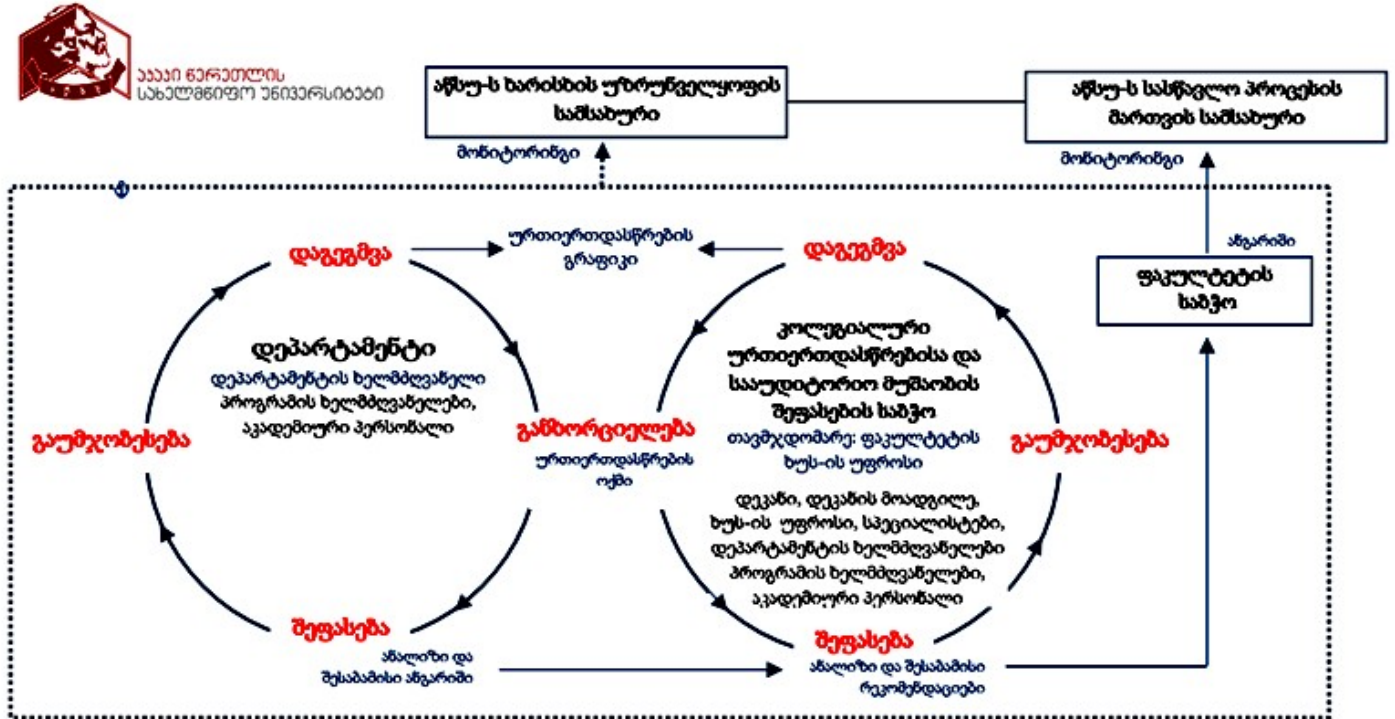 აკაკი წერეთლის
სახელმწიფო უნივერსიტეტი
აწსუ-ს ხარისხის უზრუნველყოფის
სამსახური
აწსუ-ს სასწავლო პროცესის
მართვის სამსახური
მონიტორინგი
მონიტორინგი
დაგეგმვა
ურთიერთდასწრების
გრაფიკი
დაგეგმვა
ანგარიში
ფაკულტეტის
საბჭო
დეპარტამენტი
დეპარტამენტის ხელმძღვანელი
პროგრამის ხელმძღვანელები,
აკადემიური პერსონალი
კოლეგიალური
ურთიერთდასწრებისა და
სააუდიტორიო მუშაობის
შეფასების საბჭო
თავმჯდომარე: ფაკულტეტის
ხუს-ის უფროსი
დეკანი, დეკანის მოადგილე,
ხუს-ის უფროსი, სპეციალისტები,
დეპარტამენტის ხელმძღვანელები
პროგრამის ხელმძღვანელები,
აკადემიური პერსონალი
გაუმჯობესება
განხორციელება
ურთიერთდასწრების
ოქმი
გაუმჯობესება
შეფასება
ანალიზი და
შესაბამისი ანგარიში
შეფასება
ანალიზი და შესაბამისი
რეკომენდაციები